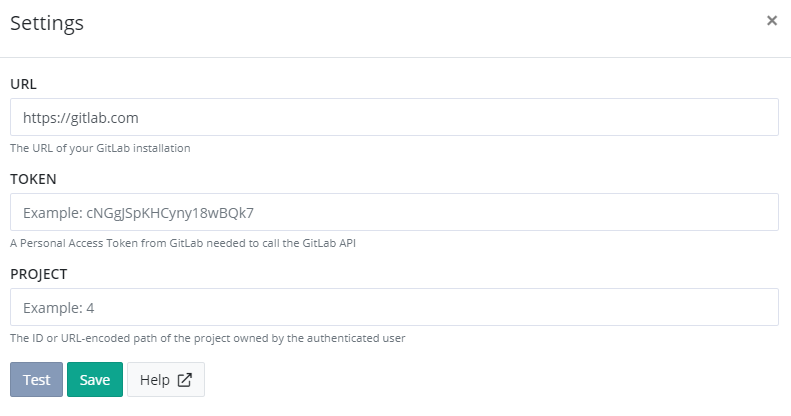 Settings
×
URL
https://gitlab.com
The URL of your GitLab installation
TOKEN
Example: cNGgJSpKHCyny18wBQk7
A Personal Access Token from GitLab needed to call the GitLab API
PROJECT
Example: 4
The ID or URL-encoded path of the project owned by the authenticated user
Test Save Help